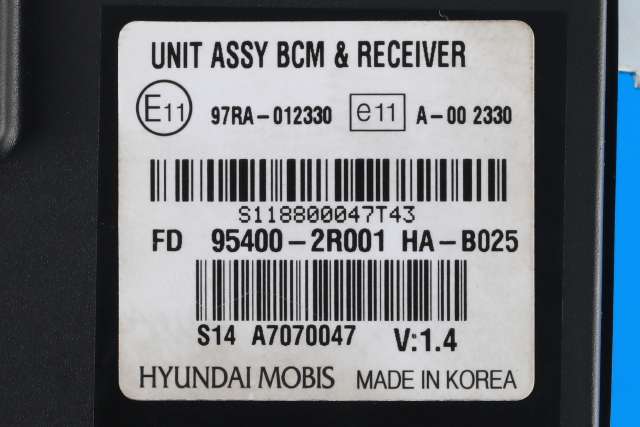 UNIT ASSY BCM & RECEIVER
E11 97RA-012330 e11 A-00 2330
S118800047T43
FD 95400-2R001 HA-B025
S14 A7070047 V:1.4
HYUNDAI MOBIS MADE IN KOREA